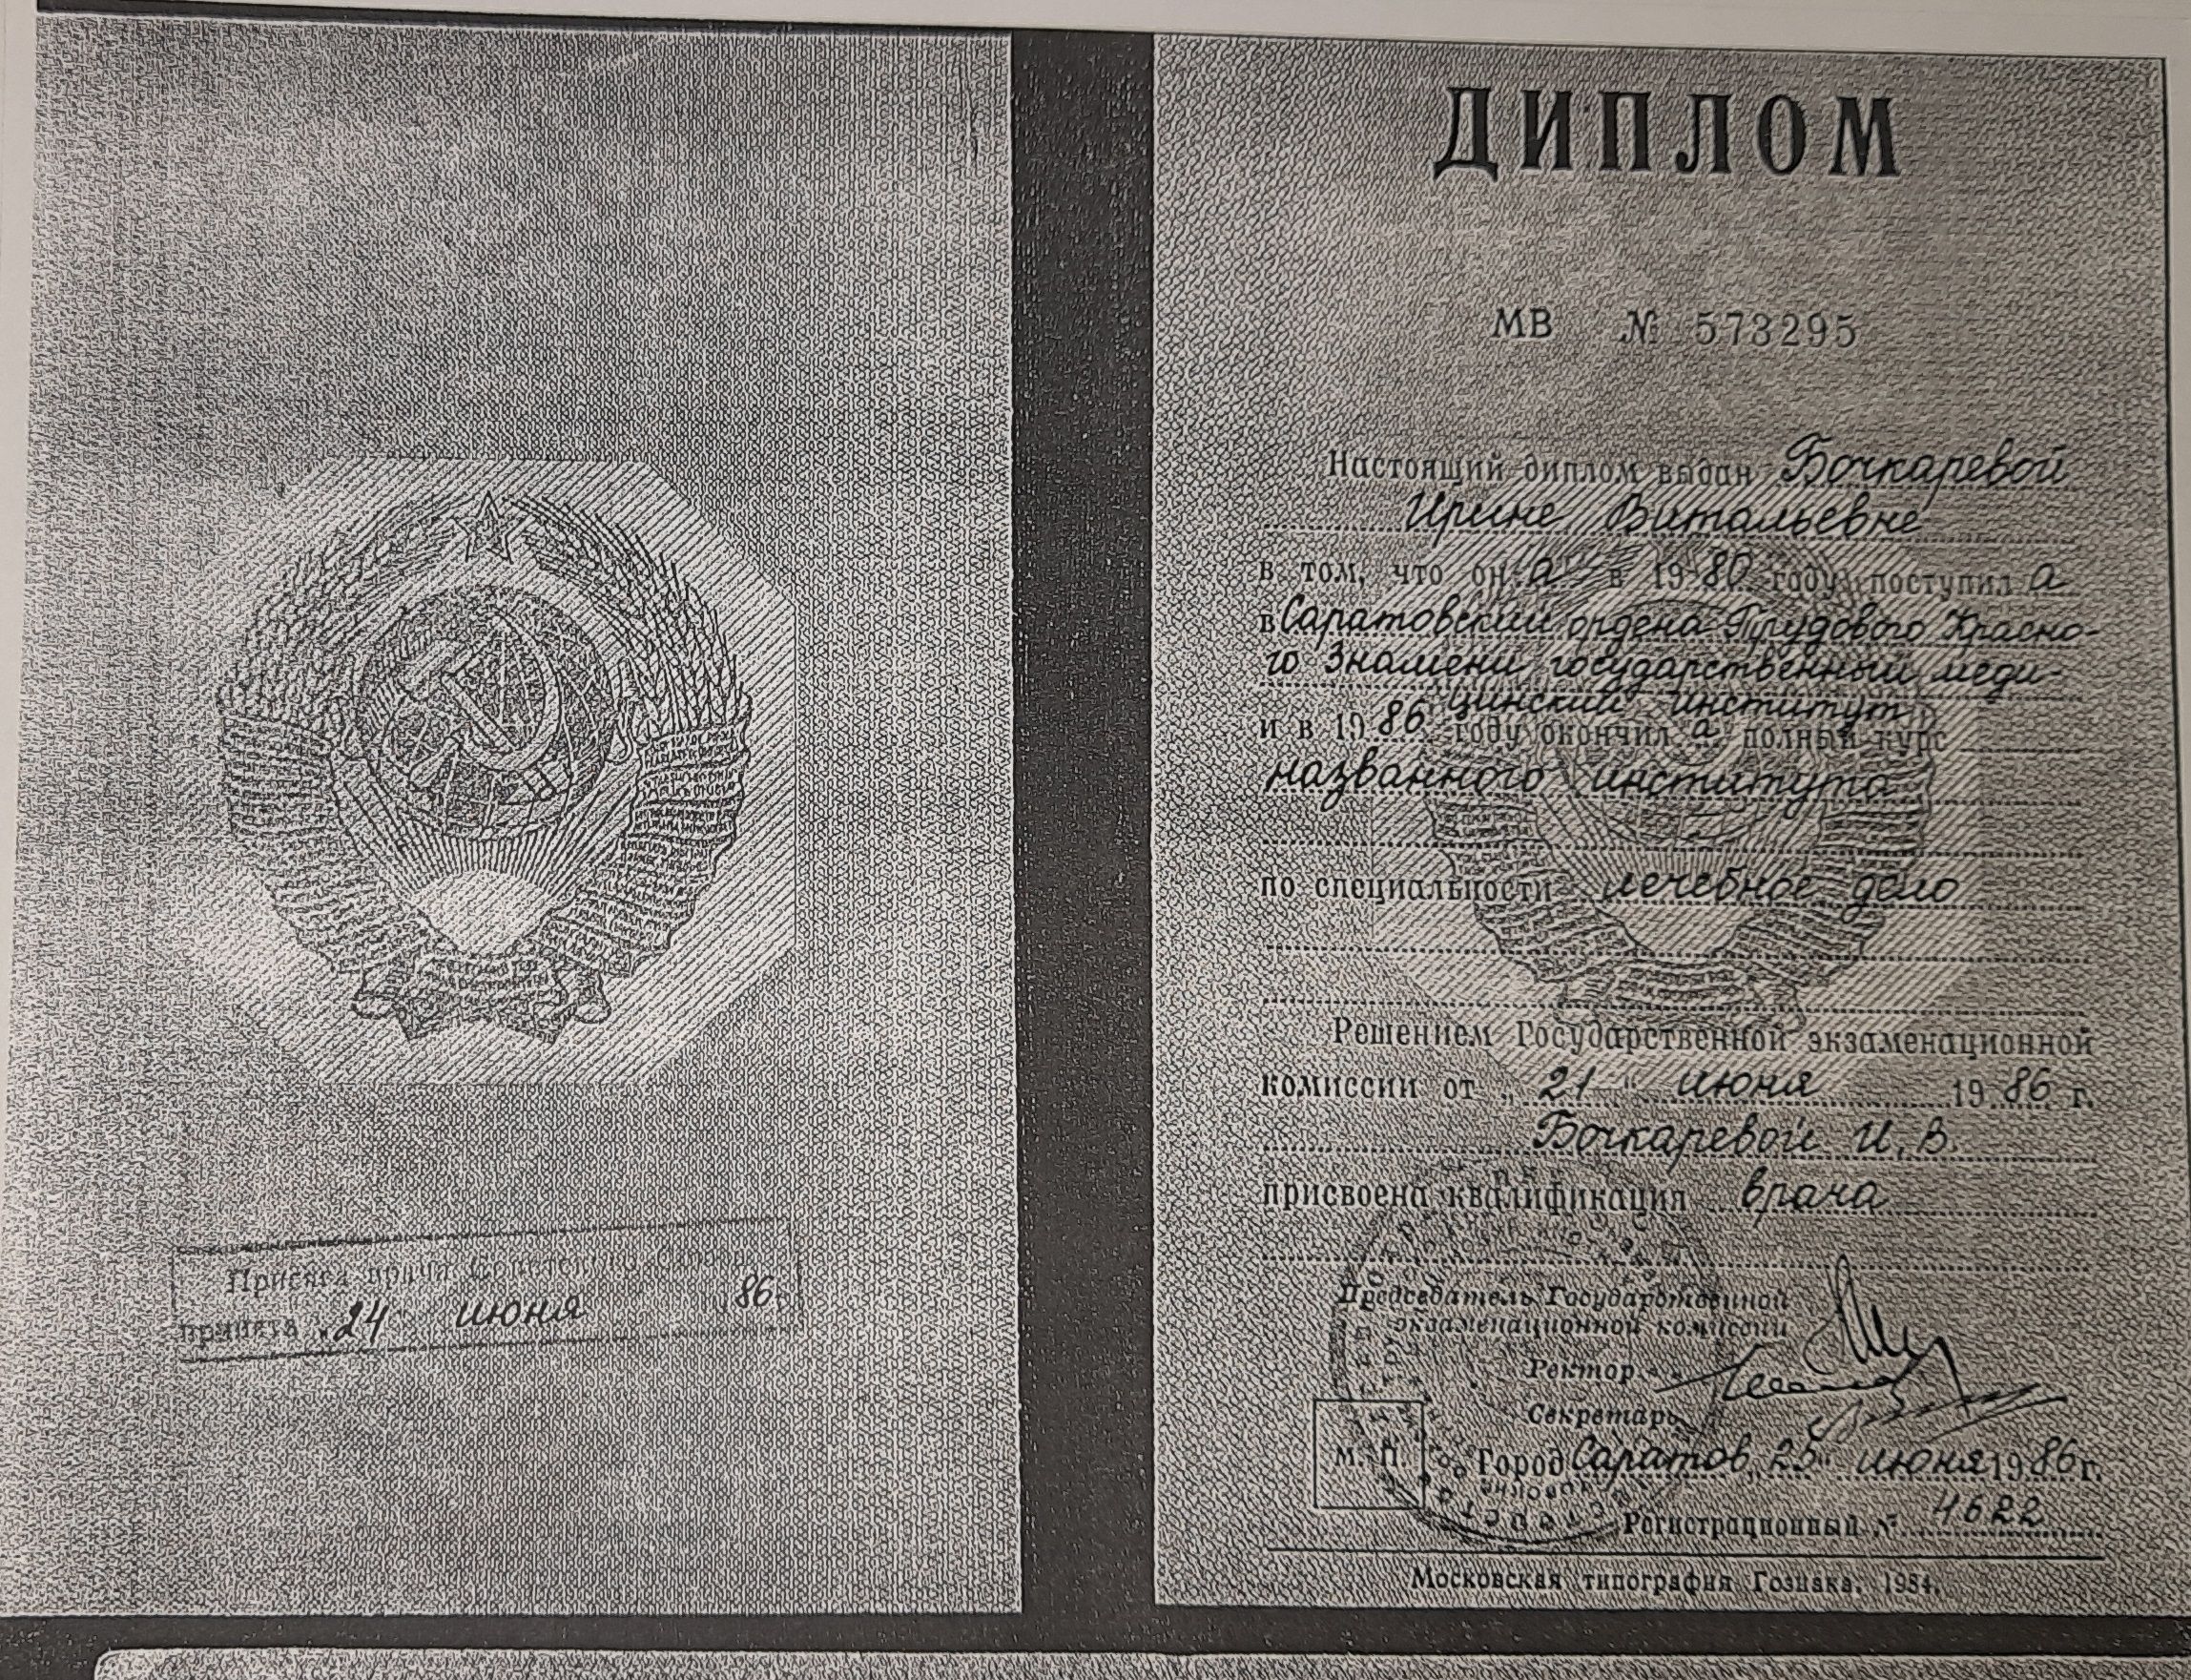 Присяга врача Советского Союза
принята „24 июня 86.
ДИПЛОМ
МВ № 573295
Настоящий диплом выдан Бочкаревой
Ирине Витальевне
в том, что он а в 1980 году поступил а
в Саратовский ордена Трудового Красно-
го Знамени государственный меди-
цинский институт
и в 1986 году окончил а полный курс
названного института
по специальности лечебное дело
Решением Государственной экзаменационной
комиссии от „21" июня 1986 г.
Бочкаревой И.В.
присвоена квалификация врача
Председатель Государственной
экзаменационной комиссии
Ректор
Секретарь
М. П.
Город Саратов, 25" июня 1986 г.
Регистрационный № 4622
Московская типография Гознака. 1984.